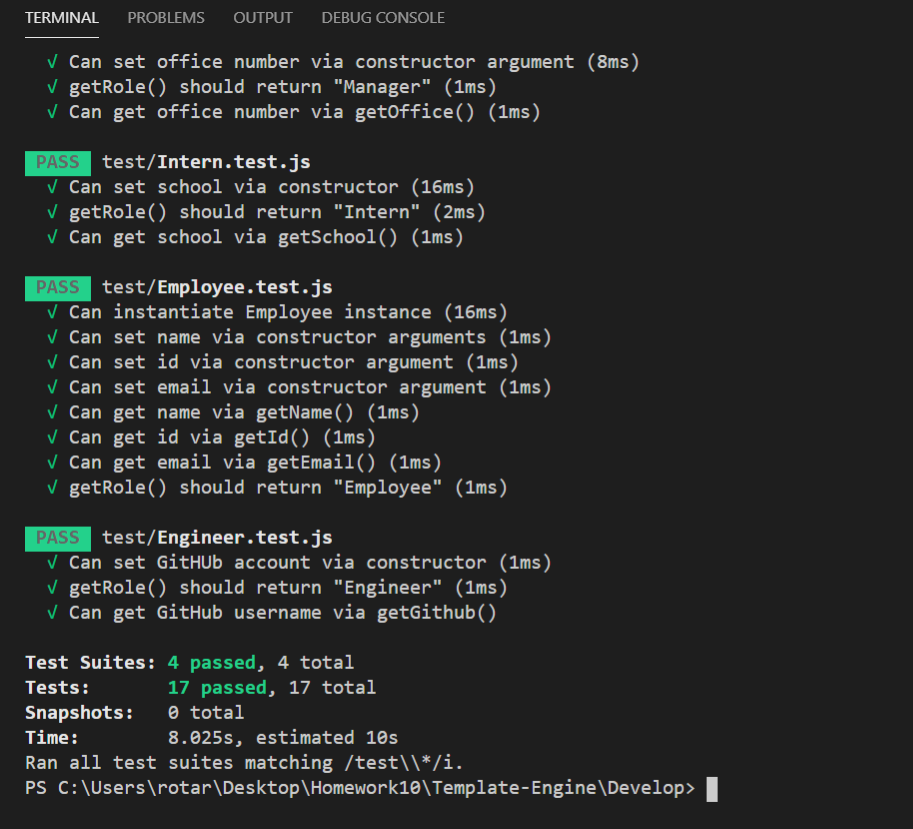 TERMINAL PROBLEMS OUTPUT DEBUG CONSOLE
√ Can set office number via constructor argument (8ms)
√ getRole() should return "Manager" (1ms)
√ Can get office number via getOffice() (1ms)
PASS test/Intern.test.js
√ Can set school via constructor (16ms)
√ getRole() should return "Intern" (2ms)
√ Can get school via getSchool() (1ms)
PASS test/Employee.test.js
√ Can instantiate Employee instance (16ms)
√ Can set name via constructor arguments (1ms)
√ Can set id via constructor argument (1ms)
√ Can set email via constructor argument (1ms)
√ Can get name via getName() (1ms)
√ Can get id via getId() (1ms)
√ Can get email via getEmail() (1ms)
√ getRole() should return "Employee" (1ms)
PASS test/Engineer.test.js
√ Can set GitHUb account via constructor (1ms)
√ getRole() should return "Engineer" (1ms)
√ Can get GitHub username via getGithub()
Test Suites: 4 passed, 4 total
Tests: 17 passed, 17 total
Snapshots: 0 total
Time: 8.025s, estimated 10s
Ran all test suites matching /test\\*/i.
PS C:\Users\rotar\Desktop\Homework10\Template-Engine\Develop>